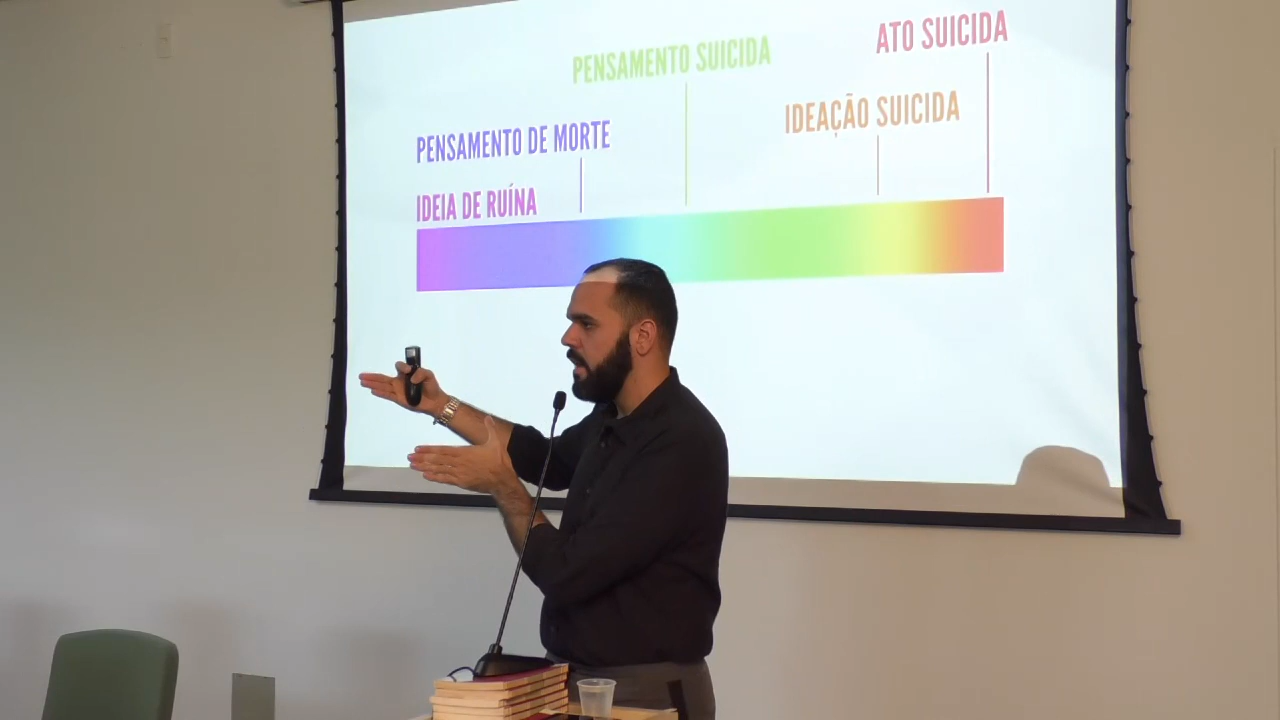 ATO SUICIDA
PENSAMENTO SUICIDA
IDEAÇÃO SUICIDA
PENSAMENTO DE MORTE
IDEIA DE RUÍNA